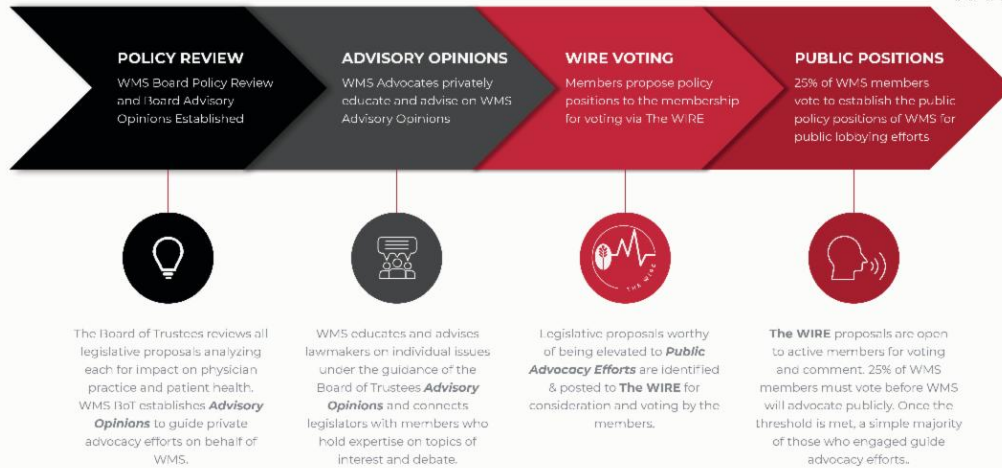 POLICY REVIEW
WMS Board Policy Review
and Board Advisory
Opinions Established
ADVISORY OPINIONS
WMS Advocates privately
educate and advise on WMS
Advisory Opinions
WIRE VOTING
Members propose policy
positions to the membership
for voting via The WIRE
PUBLIC POSITIONS
25% of WMS members
vote to establish the public
policy positions of WMS for
public lobbying efforts
THE WIRE
The Board of Trustees reviews all
legislative proposals analyzing
each for impact on physician
practice and patient health.
WMS BoT establishes Advisory
Opinions to guide private
advocacy efforts on behalf of
WMS.
WMS educates and advises
lawmakers on individual issues
under the guidance of the
Board of Trustees Advisory
Opinions and connects
legislators with members who
hold expertise on topics of
interest and debate.
Legislative proposals worthy
of being elevated to Public
Advocacy Efforts are identified
& posted to The WIRE for
consideration and voting by the
members.
The WIRE proposals are open
to active members for voting
and comment. 25% of WMS
members must vote before WMS
will advocate publicly. Once the
threshold is met, a simple majority
of those who engaged guide
advocacy efforts..